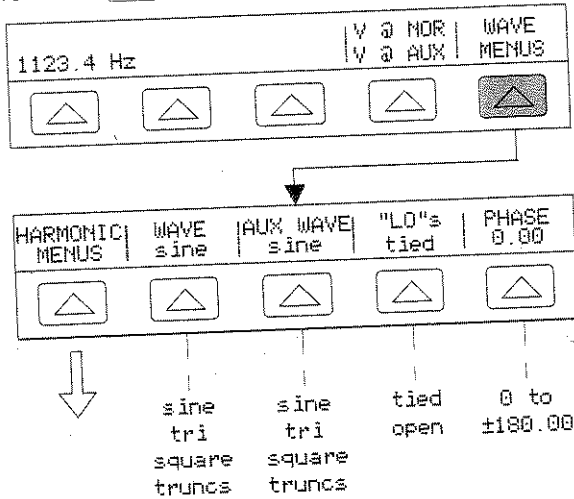 V @ NOR | WAVE
1123.4 Hz |V @ AUX | MENUS
HARMONIC| WAVE |AUX WAVE| "LO"s | PHASE
MENUS sine sine tied 0.00
sine sine tied 0 to
tri tri open ±180.00
square square
truncs truncs